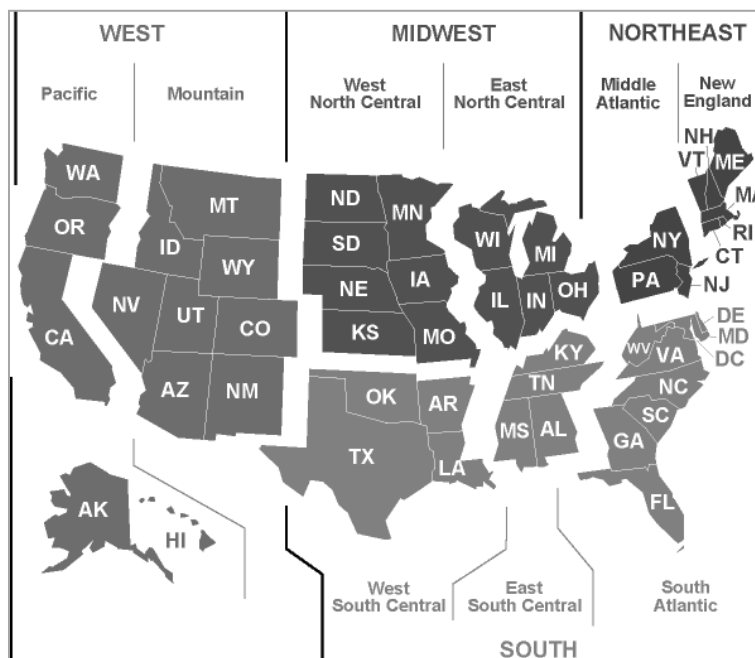 WEST
MIDWEST
NORTHEAST
Pacific
Mountain
West
North Central
East
North Central
Middle
Atlantic
New
England
WA
OR
CA
MT
ID
WY
NV
UT
CO
AZ
NM
AK
HI
ND
SD
NE
KS
MN
IA
MO
WI
MI
IL
IN
OH
NH
VT
ME
MA
RI
CT
NY
PA
NJ
DE
MD
DC
WV
VA
NC
SC
GA
FL
KY
TN
MS
AL
OK
AR
TX
LA
West
South Central
East
South Central
South
Atlantic
SOUTH